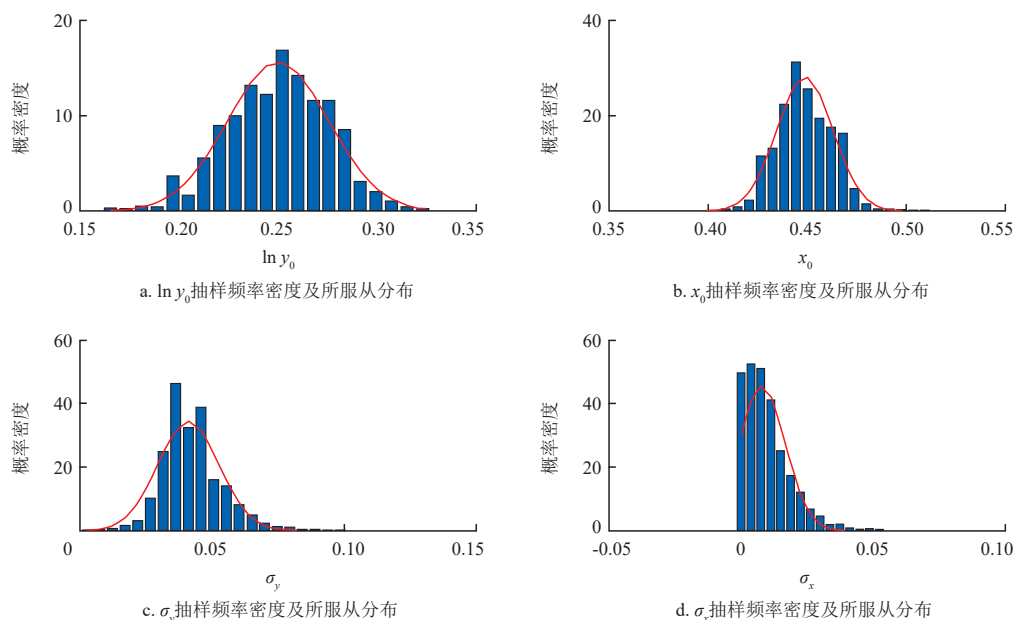 20
10
0
概率密度
0.15 0.20 0.25 0.30 0.35
ln y₀
a. ln y₀抽样频率密度及所服从分布
40
20
0
概率密度
0.35 0.40 0.45 0.50 0.55
x₀
b. x₀抽样频率密度及所服从分布
60
40
20
概率密度
0 0.05 0.10 0.15
σᵧ
c. σᵧ抽样频率密度及所服从分布
60
40
20
0
概率密度
-0.05 0 0.05 0.10
σₓ
d. σₓ抽样频率密度及所服从分布